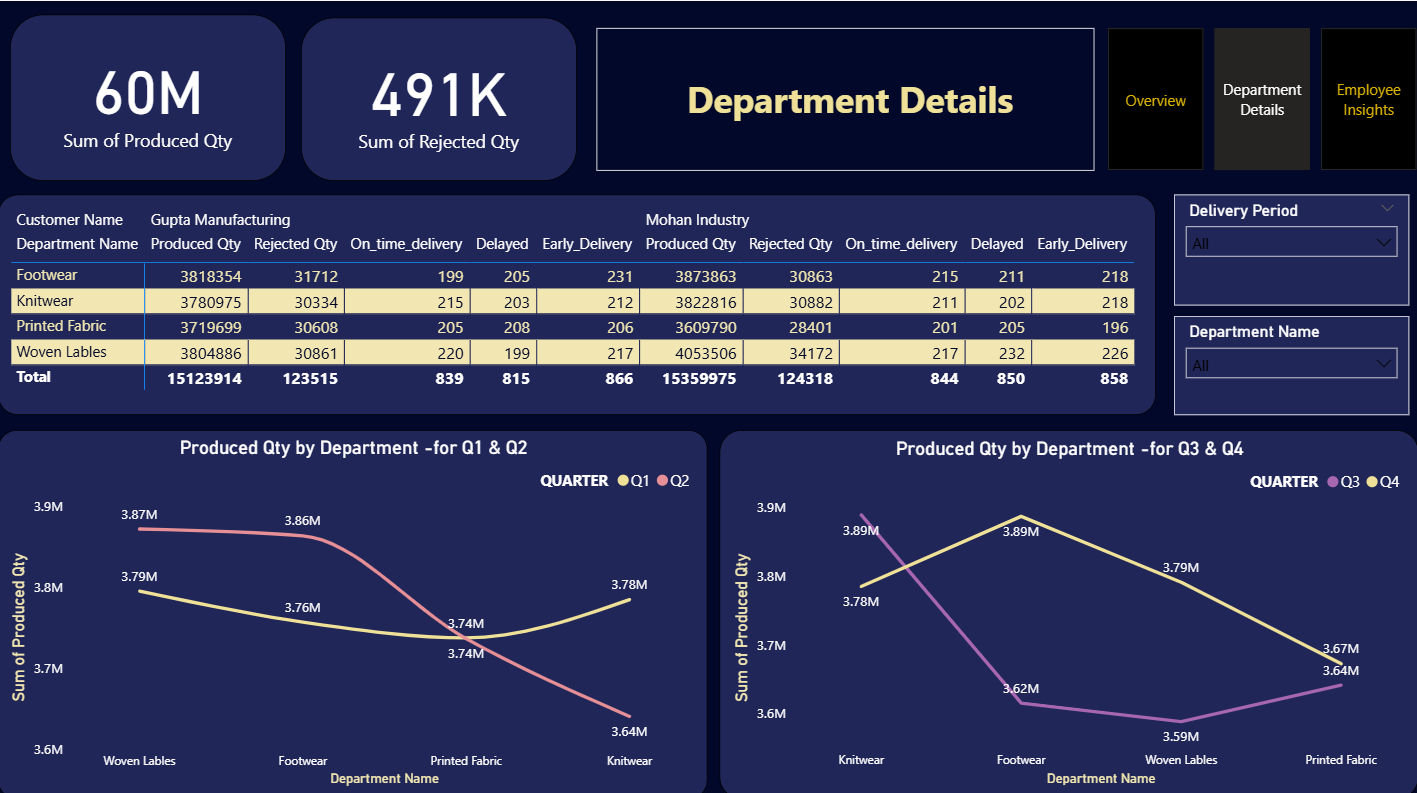 60M
Sum of Produced Qty
491K
Sum of Rejected Qty
Department Details
Overview
Department
Details
Employee
Insights
Customer Name Gupta Manufacturing Mohan Industry
Department Name Produced Qty Rejected Qty On_time_delivery Delayed Early_Delivery Produced Qty Rejected Qty On_time_delivery Delayed Early_Delivery
Footwear 3818354 31712 199 205 231 3873863 30863 215 211 218
Knitwear 3780975 30334 215 203 212 3822816 30882 211 202 218
Printed Fabric 3719699 30608 205 208 206 3609790 28401 201 205 196
Woven Lables 3804886 30861 220 199 217 4053506 34172 217 232 226
Total 15123914 123515 839 815 866 15359975 124318 844 850 858
Delivery Period
All
Department Name
All
Produced Qty by Department -for Q1 & Q2
QUARTER Q1 Q2
Sum of Produced Qty
3.9M
3.8M
3.7M
3.6M
3.87M
3.86M
3.79M
3.76M
3.78M
3.74M
3.74M
3.64M
Woven Lables Footwear Printed Fabric Knitwear
Department Name
Produced Qty by Department -for Q3 & Q4
QUARTER Q3 Q4
Sum of Produced Qty
3.9M
3.8M
3.7M
3.6M
3.89M
3.89M
3.79M
3.78M
3.67M
3.64M
3.62M
3.59M
Knitwear Footwear Woven Lables Printed Fabric
Department Name